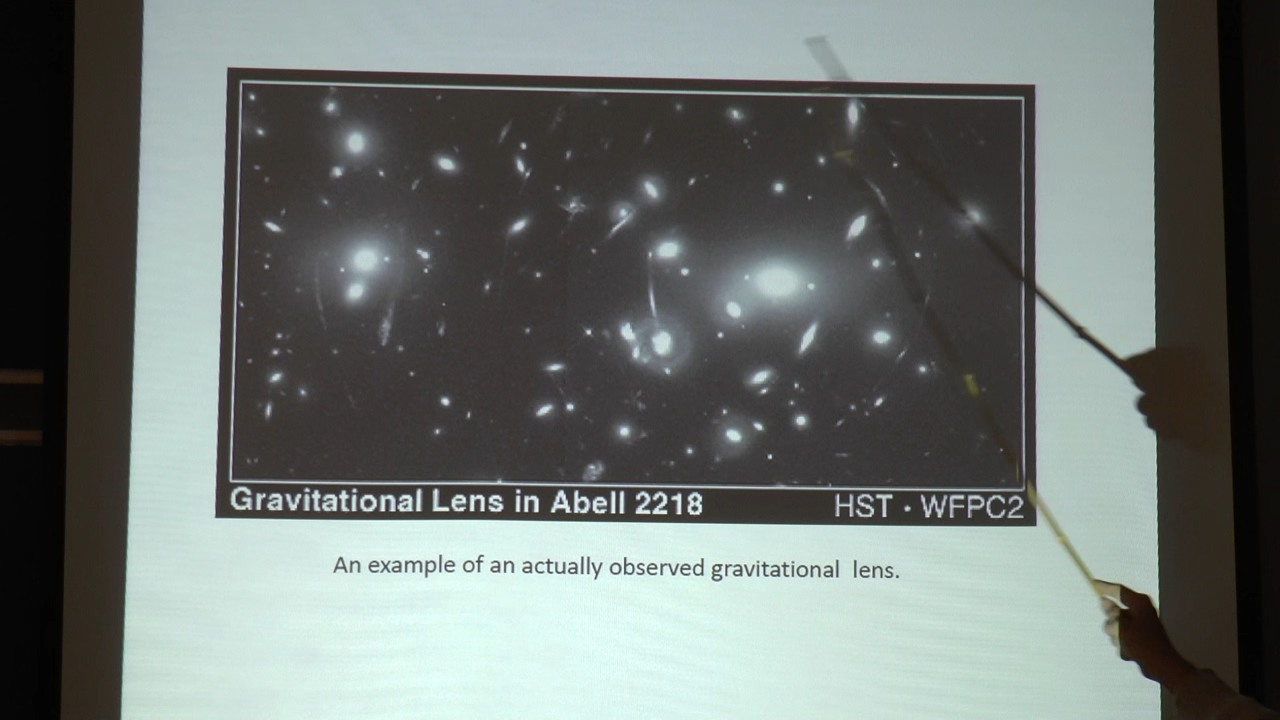 Gravitational Lens in Abell 2218 HST · WFPC2
An example of an actually observed gravitational lens.